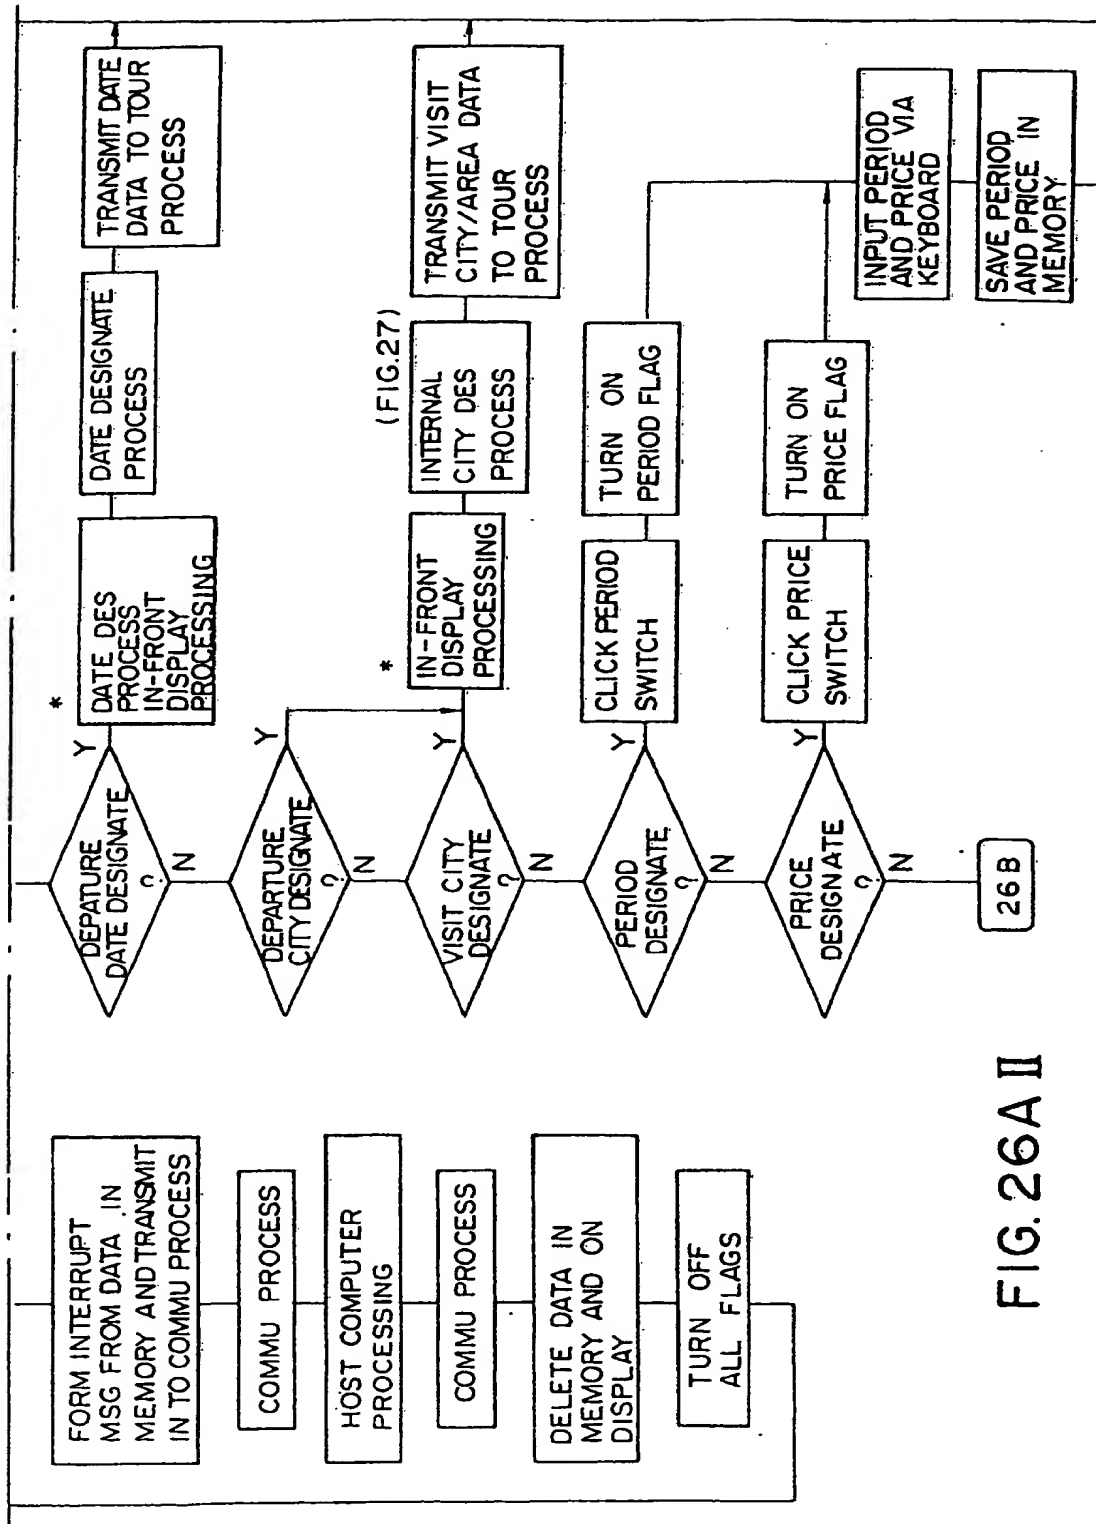 FORM INTERRUPT
MSG FROM DATA IN
MEMORY AND TRANSMIT
IN TO COMMU PROCESS
COMMU PROCESS
HOST COMPUTER
PROCESSING
COMMU PROCESS
DELETE DATA IN
MEMORY AND ON
DISPLAY
TURN OFF
ALL FLAGS
DEPATURE
DATE DESIGNATE
?
Y
N
*
DATE DES
PROCESS
IN-FRONT
DISPLAY
PROCESSING
DATE DESIGNATE
PROCESS
TRANSMIT DATE
DATA TO TOUR
PROCESS
DEPARTURE
CITY DESIGNATE
?
Y
N
VISIT CITY
DESIGNATE
?
N
*
IN-FRONT
DISPLAY
PROCESSING
(FIG.27)
INTERNAL
CITY DES
PROCESS
TRANSMIT VISIT
CITY/AREA DATA
TO TOUR
PROCESS
PERIOD
DESIGNATE
?
Y
N
CLICK PERIOD
SWITCH
TURN ON
PERIOD FLAG
PRICE
DESIGNATE
?
Y
N
CLICK PRICE
SWITCH
TURN ON
PRICE FLAG
INPUT PERIOD
AND PRICE VIA
KEYBOARD
SAVE PERIOD
AND PRICE IN
MEMORY
26B
FIG. 26A II